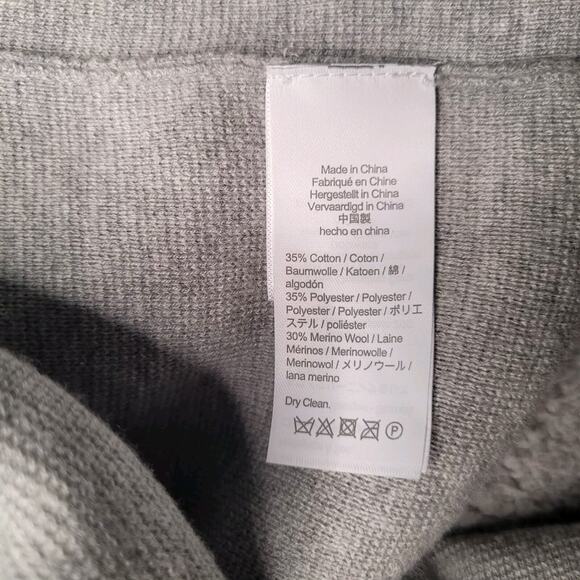 Made in China
Fabriqué en Chine
Hergestellt in China
Vervaardigd in China
中国製
hecho en china
35% Cotton / Coton /
Baumwolle / Katoen / 綿 /
algodón
35% Polyester / Polyester /
Polyester / Polyester / ポリエ
ステル / poliéster
30% Merino Wool / Laine
Mérinos / Merinowolle /
Merinowol / メリノウール /
lana merino
Dry Clean.
P